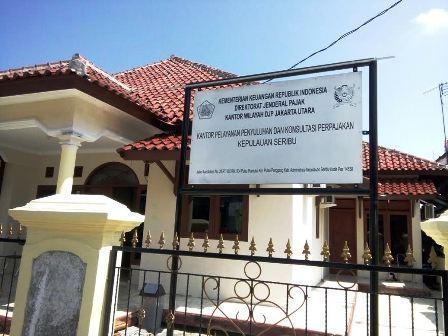 KEMENTERIAN KEUANGAN REPUBLIK INDONESIA
DIREKTORAT JENDERAL PAJAK
KANTOR WILAYAH DJP JAKARTA UTARA
KANTOR PELAYANAN PENYULUHAN DAN KONSULTASI PERPAJAKAN
KEPULAUAN SERIBU